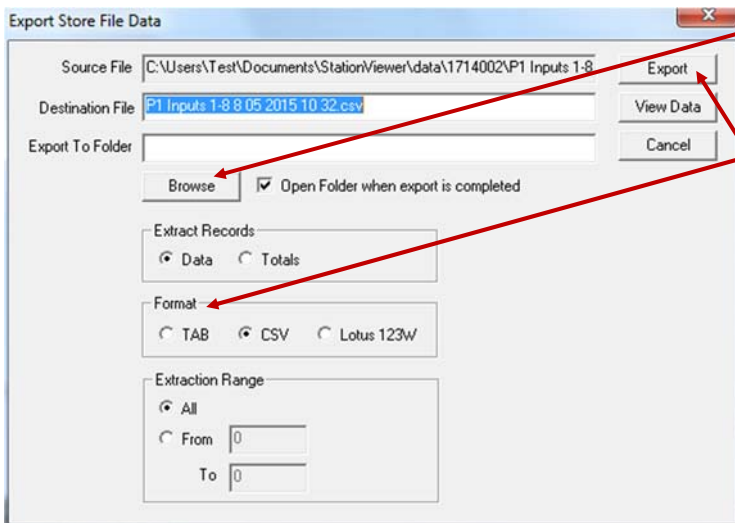 Export Store File Data
Source File C:\Users\Test\Documents\StationViewer\data\1714002\P1 Inputs 1-8 Export
Destination File P1 Inputs 1-8 8 05 2015 10 32.csv View Data
Export To Folder Cancel
Browse Open Folder when export is completed
Extract Records
Data Totals
Format
TAB CSV Lotus 123W
Extraction Range
All
From 0
To 0